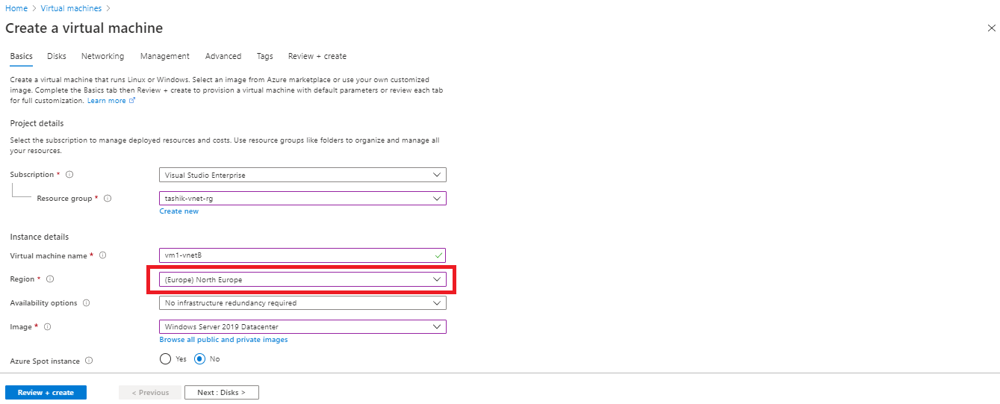 Home > Virtual machines >
Create a virtual machine
Basics Disks Networking Management Advanced Tags Review + create
Create a virtual machine that runs Linux or Windows. Select an image from Azure marketplace or use your own customized
image. Complete the Basics tab then Review + create to provision a virtual machine with default parameters or review each tab
for full customization. Learn more
Project details
Select the subscription to manage deployed resources and costs. Use resource groups like folders to organize and manage all
your resources.
Subscription * Visual Studio Enterprise
Resource group * tashik-vnet-rg
Create new
Instance details
Virtual machine name * vm1-vnetB
Region * (Europe) North Europe
Availability options No infrastructure redundancy required
Image * Windows Server 2019 Datacenter
Browse all public and private images
Azure Spot instance Yes No
Review + create < Previous Next : Disks >